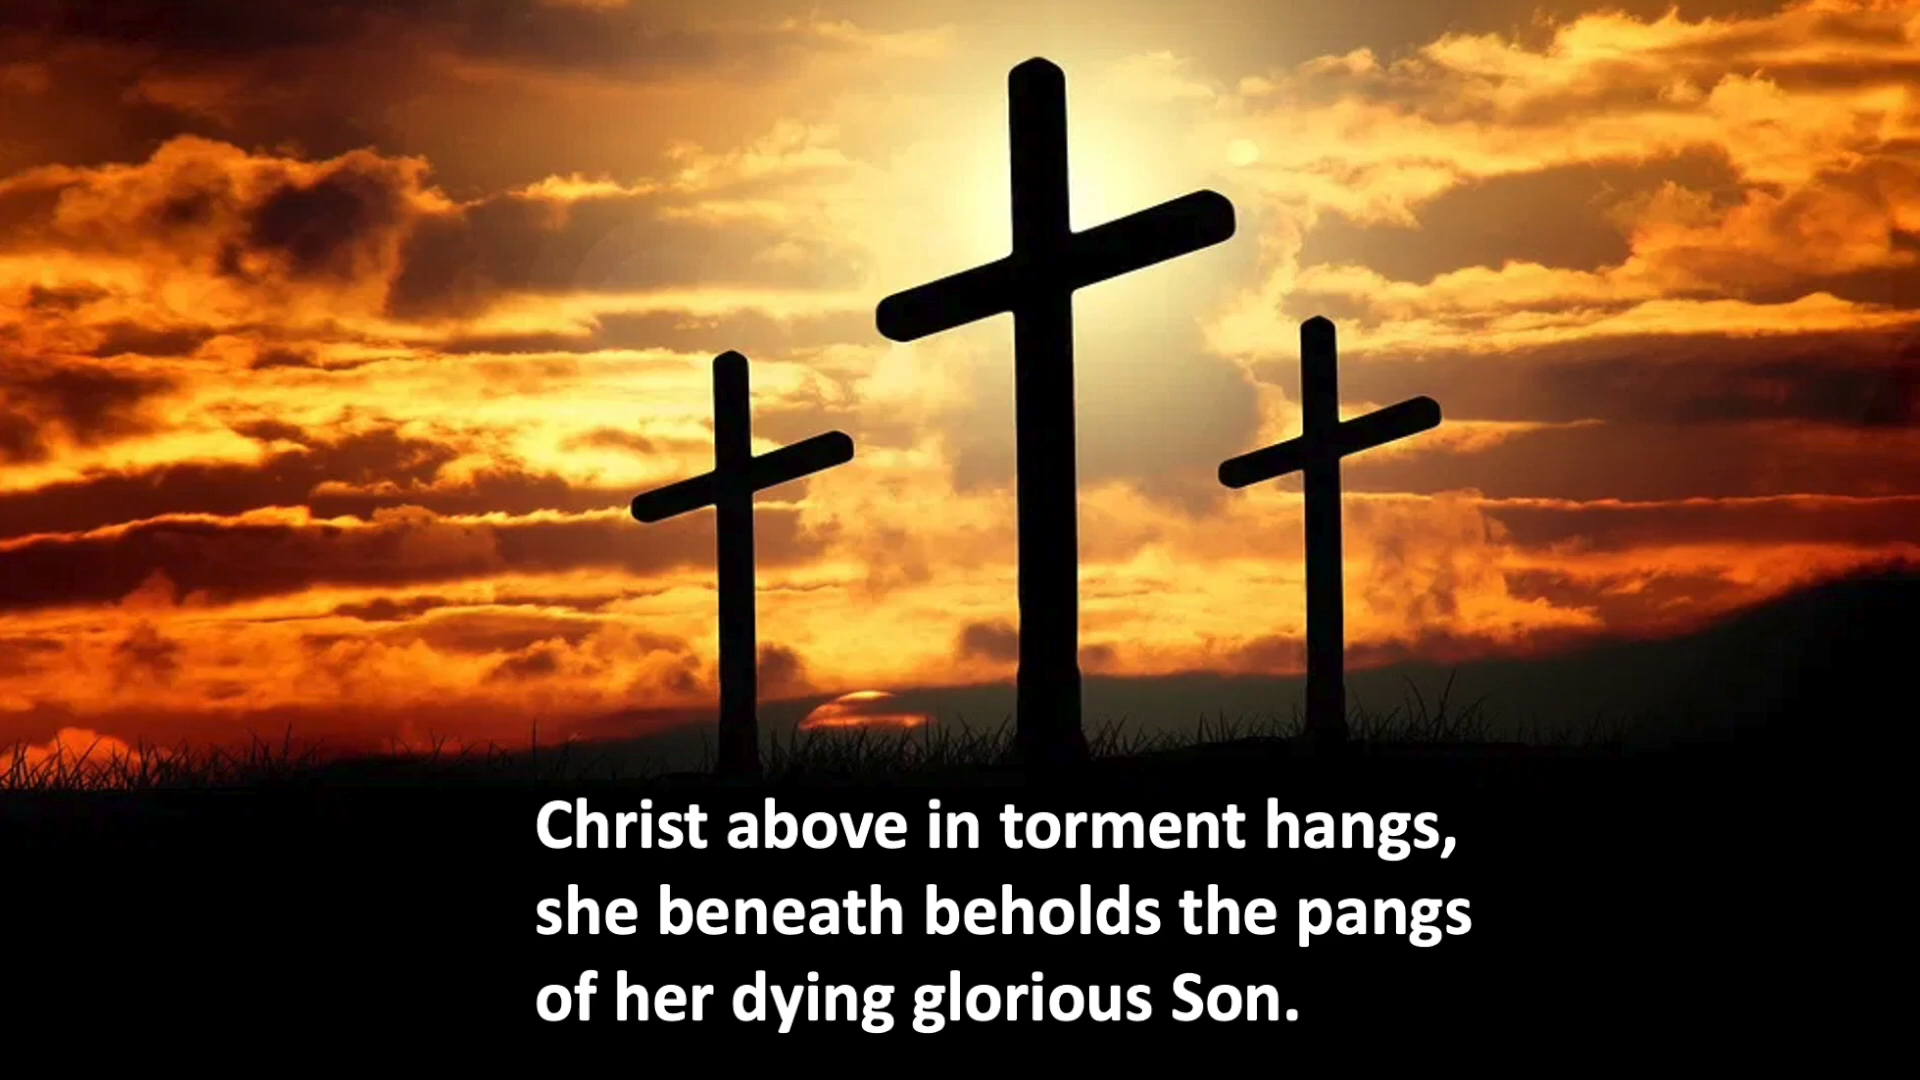 Christ above in torment hangs,
she beneath beholds the pangs
of her dying glorious Son.